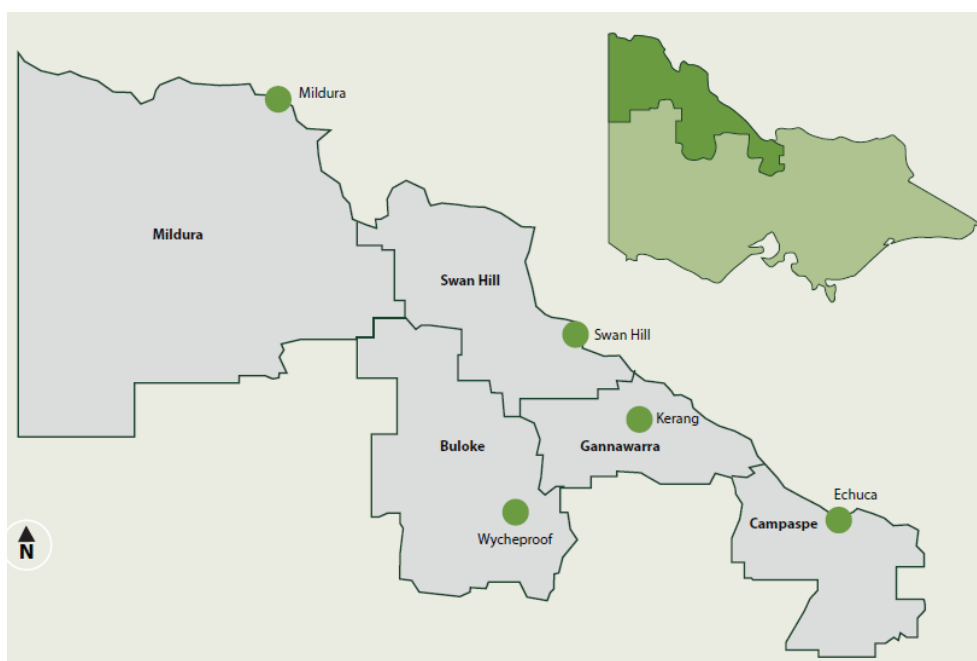 Mildura
Mildura
Swan Hill
Swan Hill
Kerang
Buloke
Gannawarra
Echuca
Campaspe
Wycheproof
N